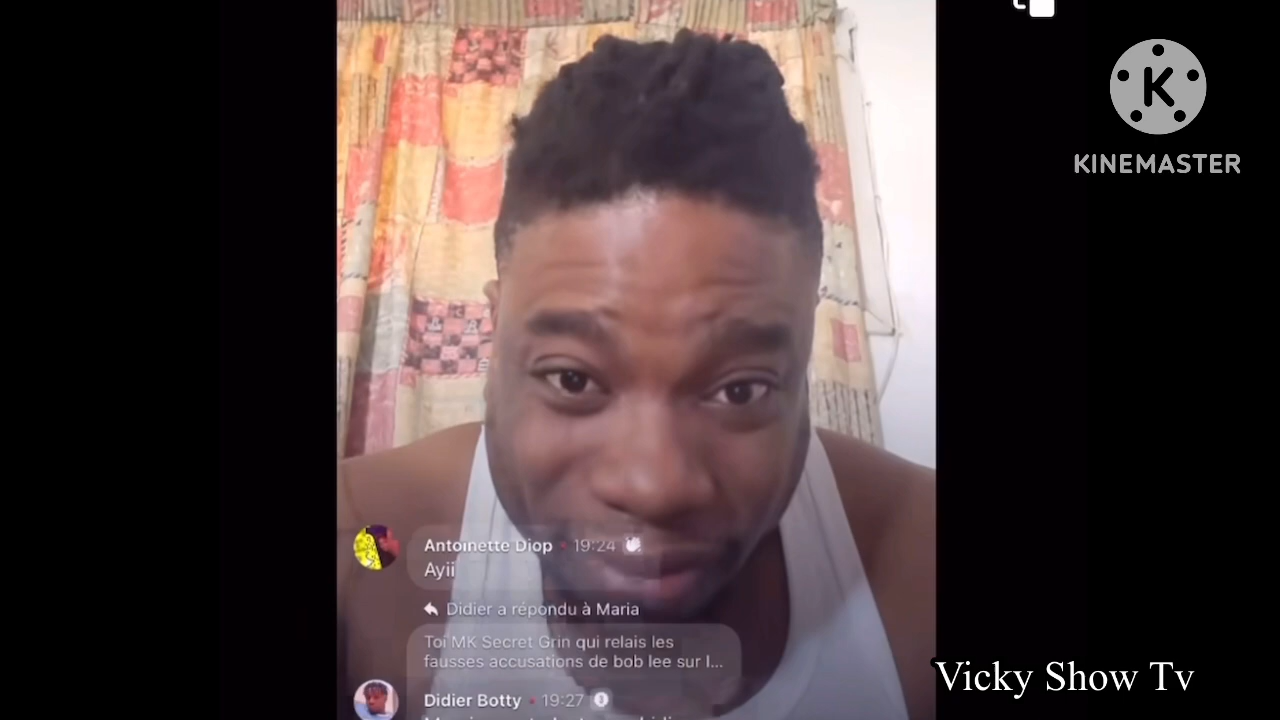 KINEMASTER
Antoinette Diop • 19:24
Ayii
Didier a répondu à Maria
Toi MK Secret Grin qui relais les
fausses accusations de bob lee sur l...
Didier Botty • 19:27
Vicky Show Tv